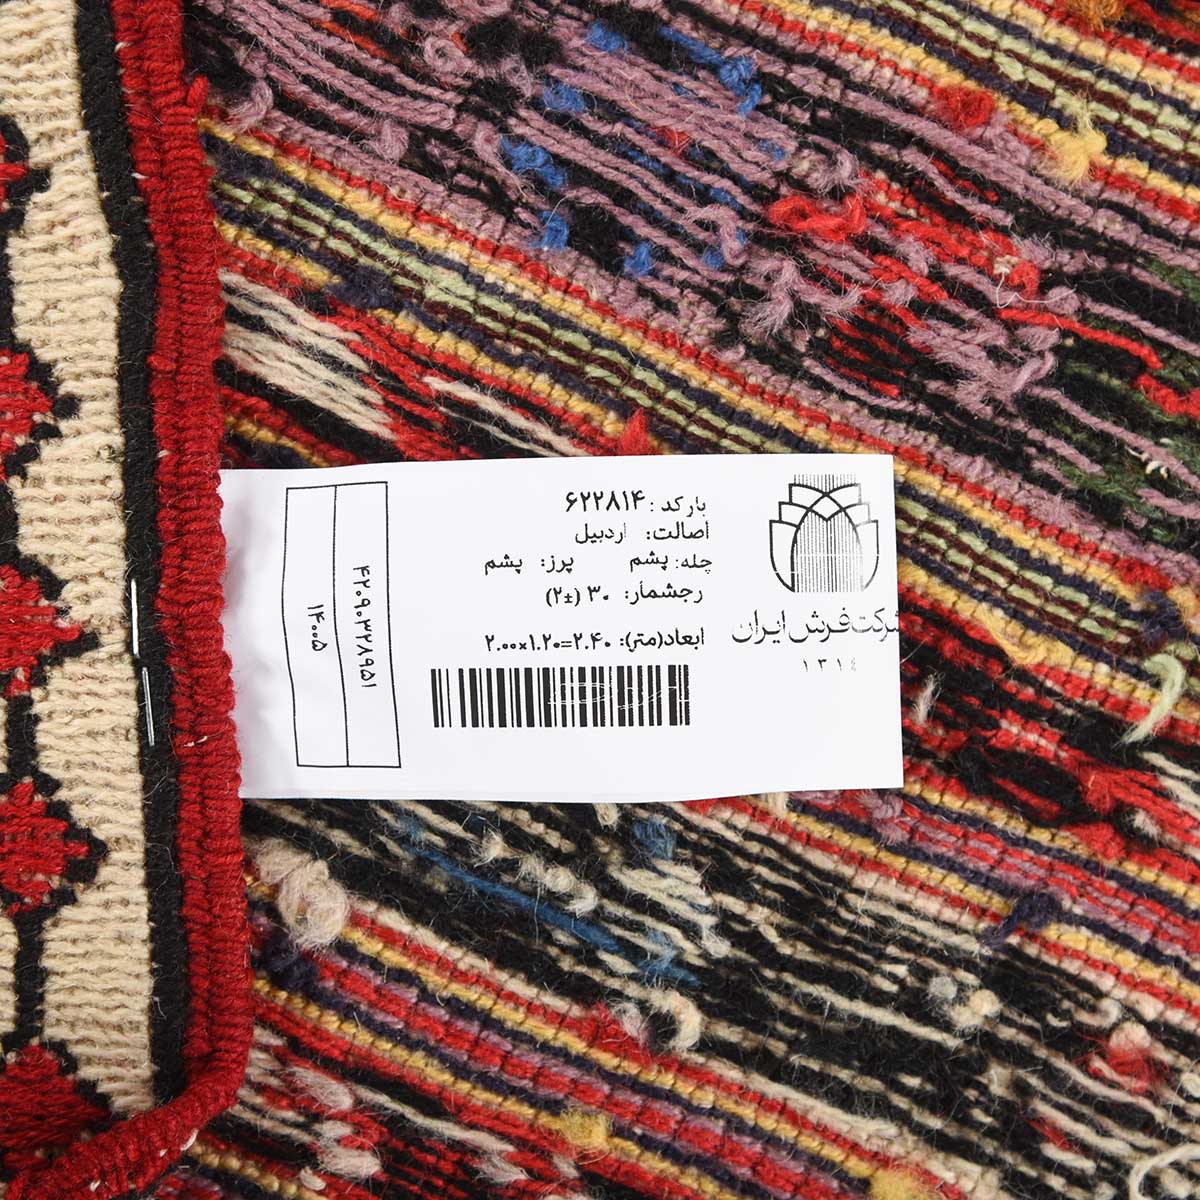 بارکد: ۶۲۲۸۱۴
اصالت: اردبیل
چله: پشم پرز: پشم
رجشمار: ۳۰ (±۲)
ابعاد(متر): ۲.۴۰=۱.۲۰×۲.۰۰
شرکت فرش ایران
۱۳۱۴
۴۲۰۹۰۳۲۸۹۵۱
۱۴۰۰۵